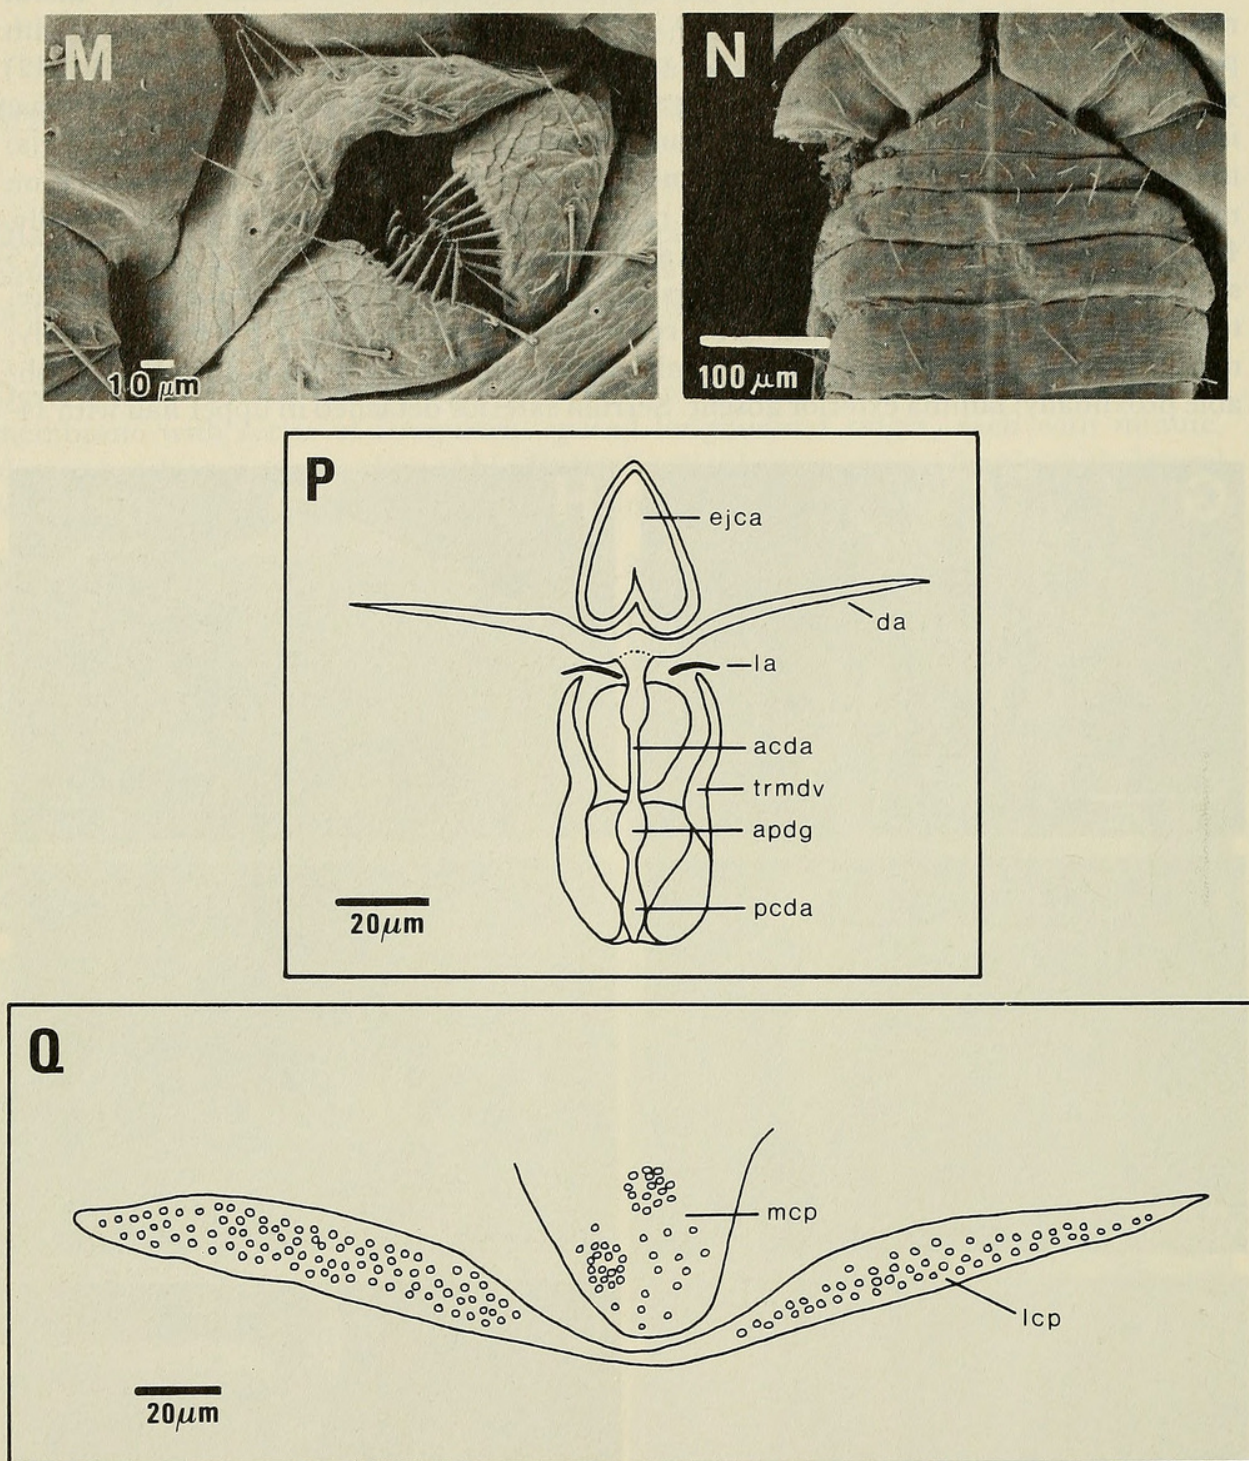 M
10 μm
N
100 μm
P
ejca
da
la
acda
trmdv
apdg
pcda
20μm
Q
mcp
lcp
20μm